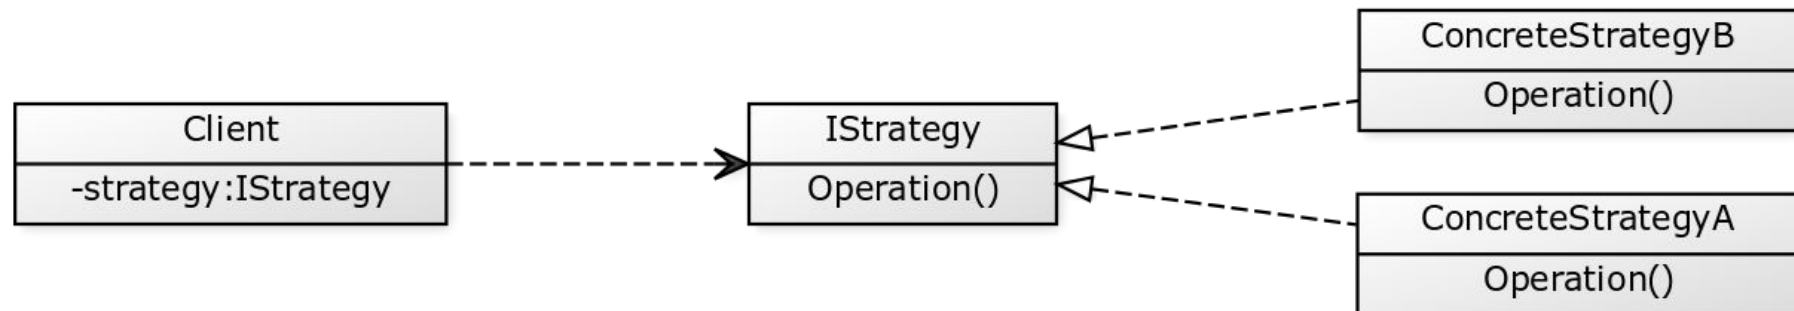 Client
-strategy:IStrategy
IStrategy
Operation()
ConcreteStrategyB
Operation()
ConcreteStrategyA
Operation()